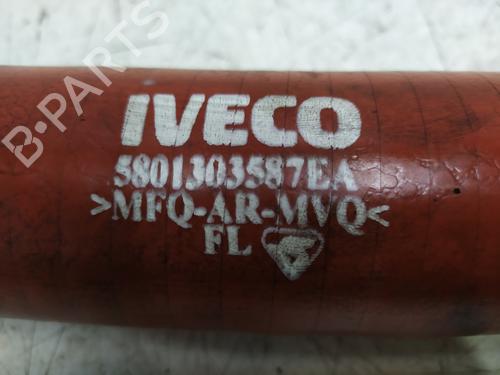 B-PARTS
IVECO
5801303587EA
>MFQ-AR-MVQ<
FL